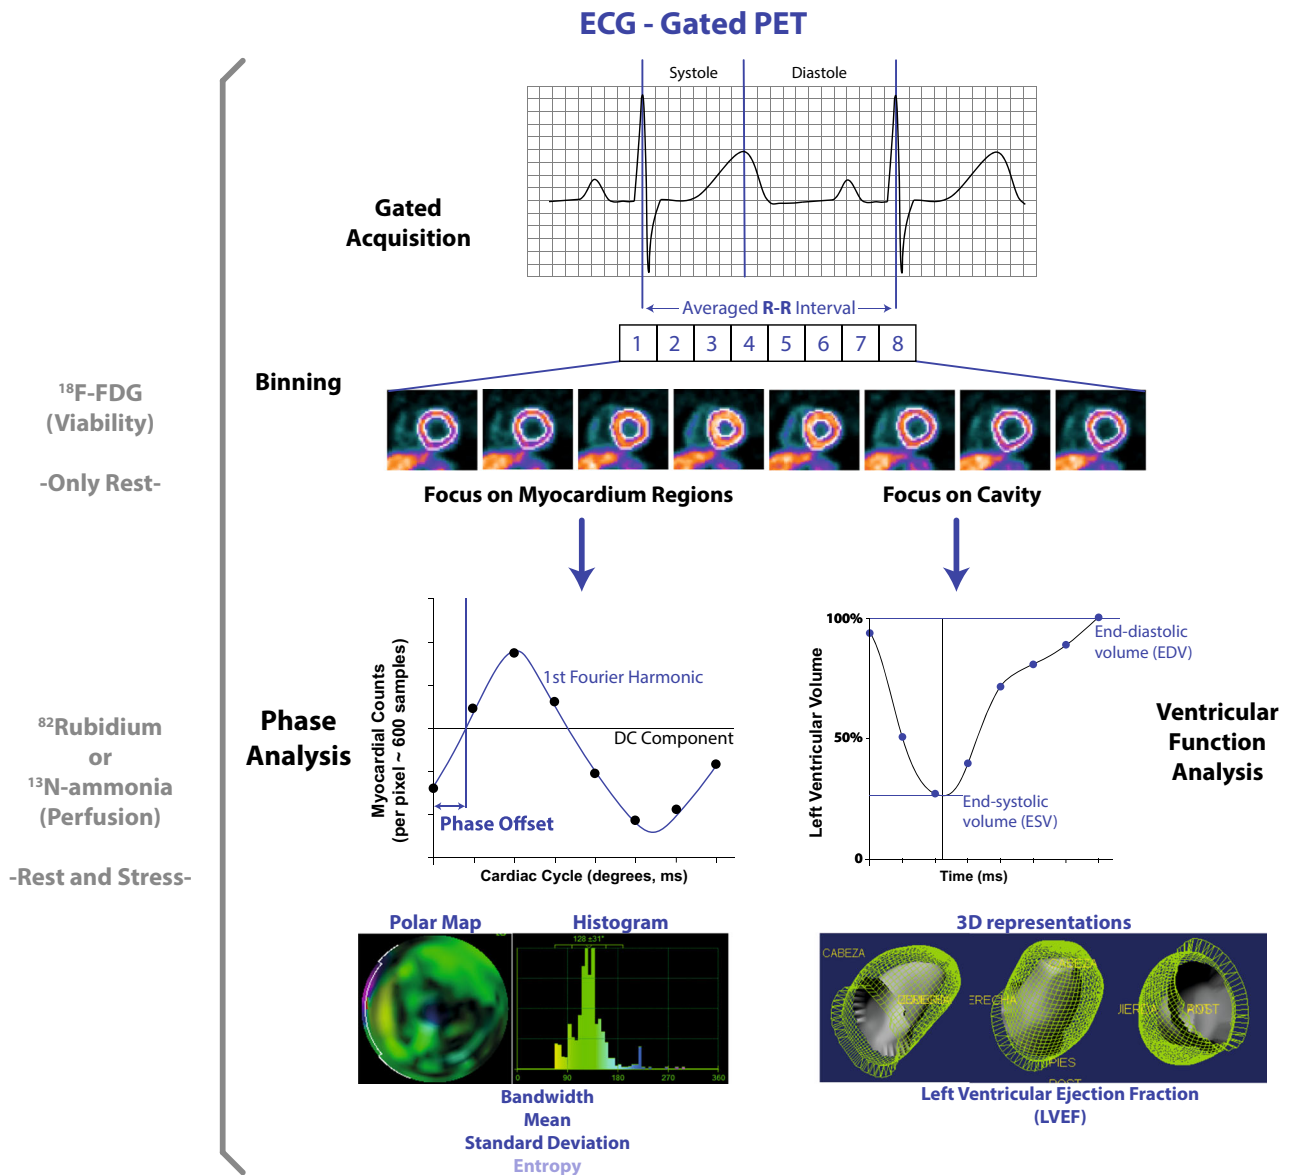 ECG - Gated PET
Systole
Diastole
Gated
Acquisition
Averaged R-R Interval
1 2 3 4 5 6 7 8
Binning
¹⁸F-FDG
(Viability)
-Only Rest-
Focus on Myocardium Regions
Focus on Cavity
⁸²Rubidium
or
¹³N-ammonia
(Perfusion)
-Rest and Stress-
Phase
Analysis
Myocardial Counts
(per pixel ~ 600 samples)
1st Fourier Harmonic
DC Component
Phase Offset
Cardiac Cycle (degrees, ms)
Left Ventricular Volume
100%
50%
0
End-diastolic
volume (EDV)
End-systolic
volume (ESV)
Time (ms)
Ventricular
Function
Analysis
Polar Map
Histogram
128 ±31°
90
180
270
360
Bandwidth
Mean
Standard Deviation
Entropy
3D representations
CABEZA
PIES
Left Ventricular Ejection Fraction
(LVEF)